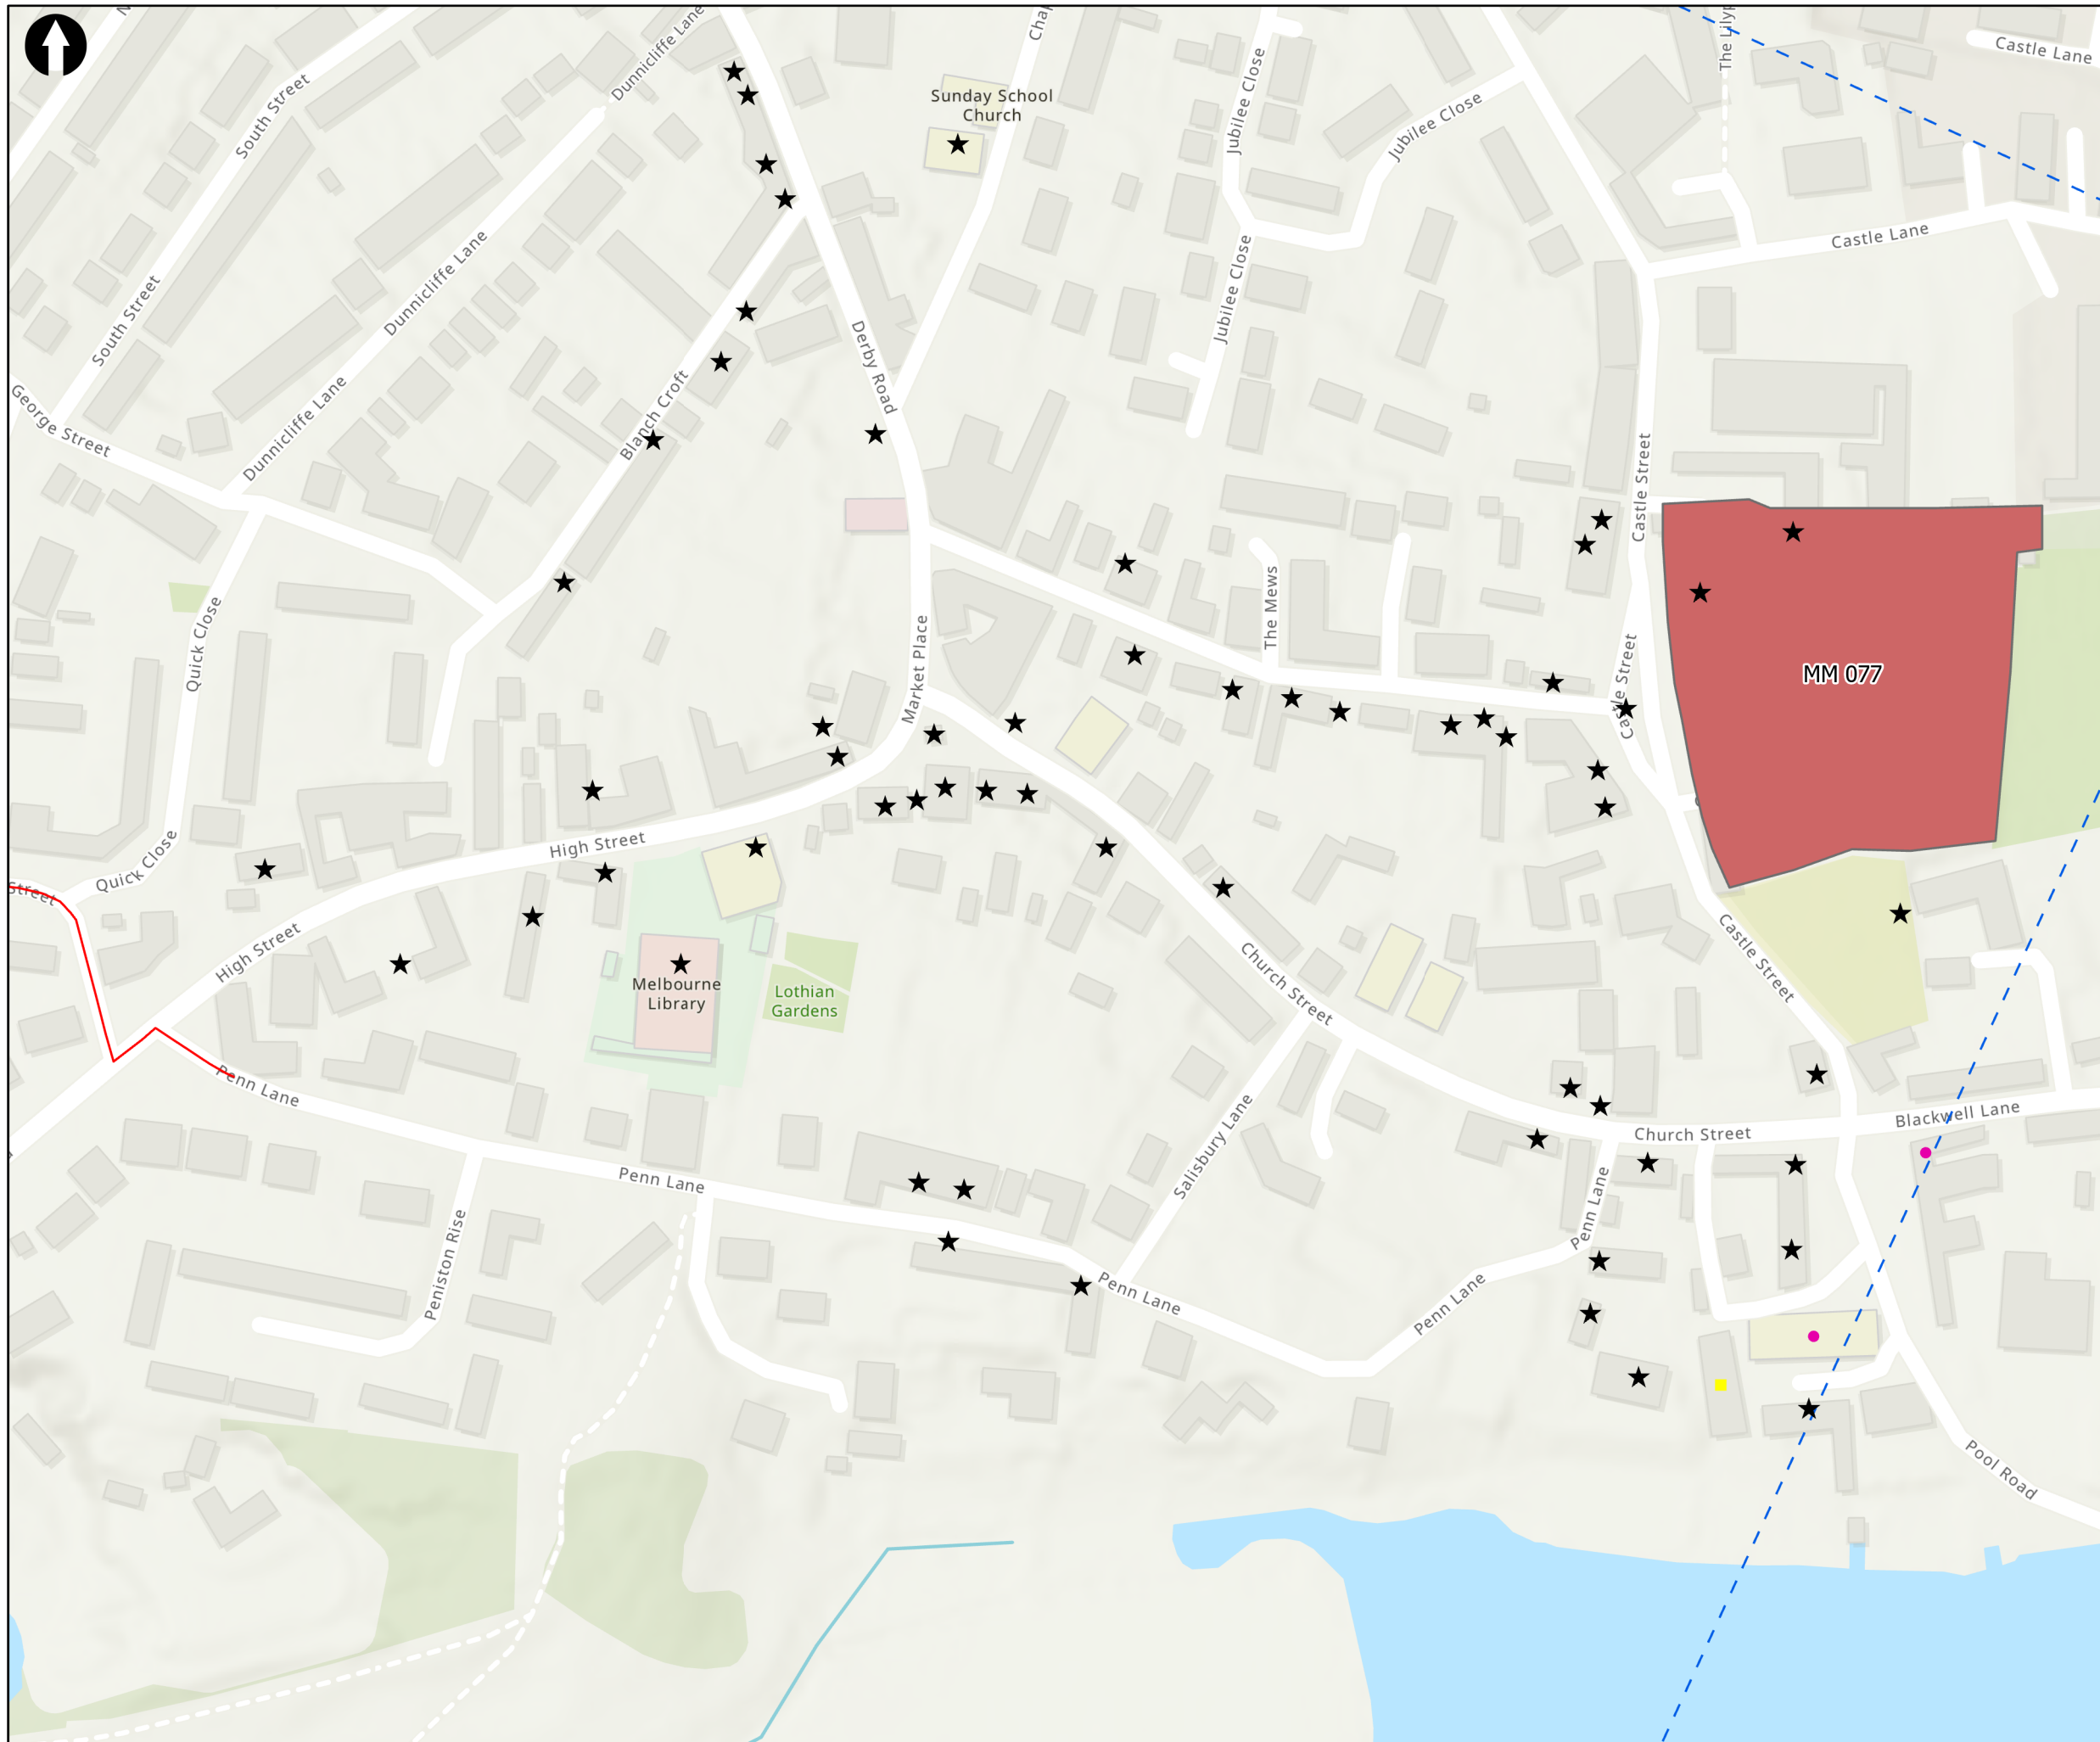 Dunnicliffe Lane
Castle Lane
South Street
Sunday School
Church
Jubilee Close
Jubilee Close
Castle Lane
Dunnicliffe Lane
South Street
Jubilee Close
Derby Road
George Street
Dunnicliffe Lane
Blanch Croft
Castle Street
Quick Close
The Mews
Market Place
Castle Street
MM 077
Quick Close
High Street
Street
High Street
Melbourne
Library
Lothian
Gardens
Church Street
Castle Street
Penn Lane
Salisbury Lane
Church Street
Blackwell Lane
Penn Lane
Penn Lane
Peniston Rise
Penn Lane
Penn Lane
Pool Road